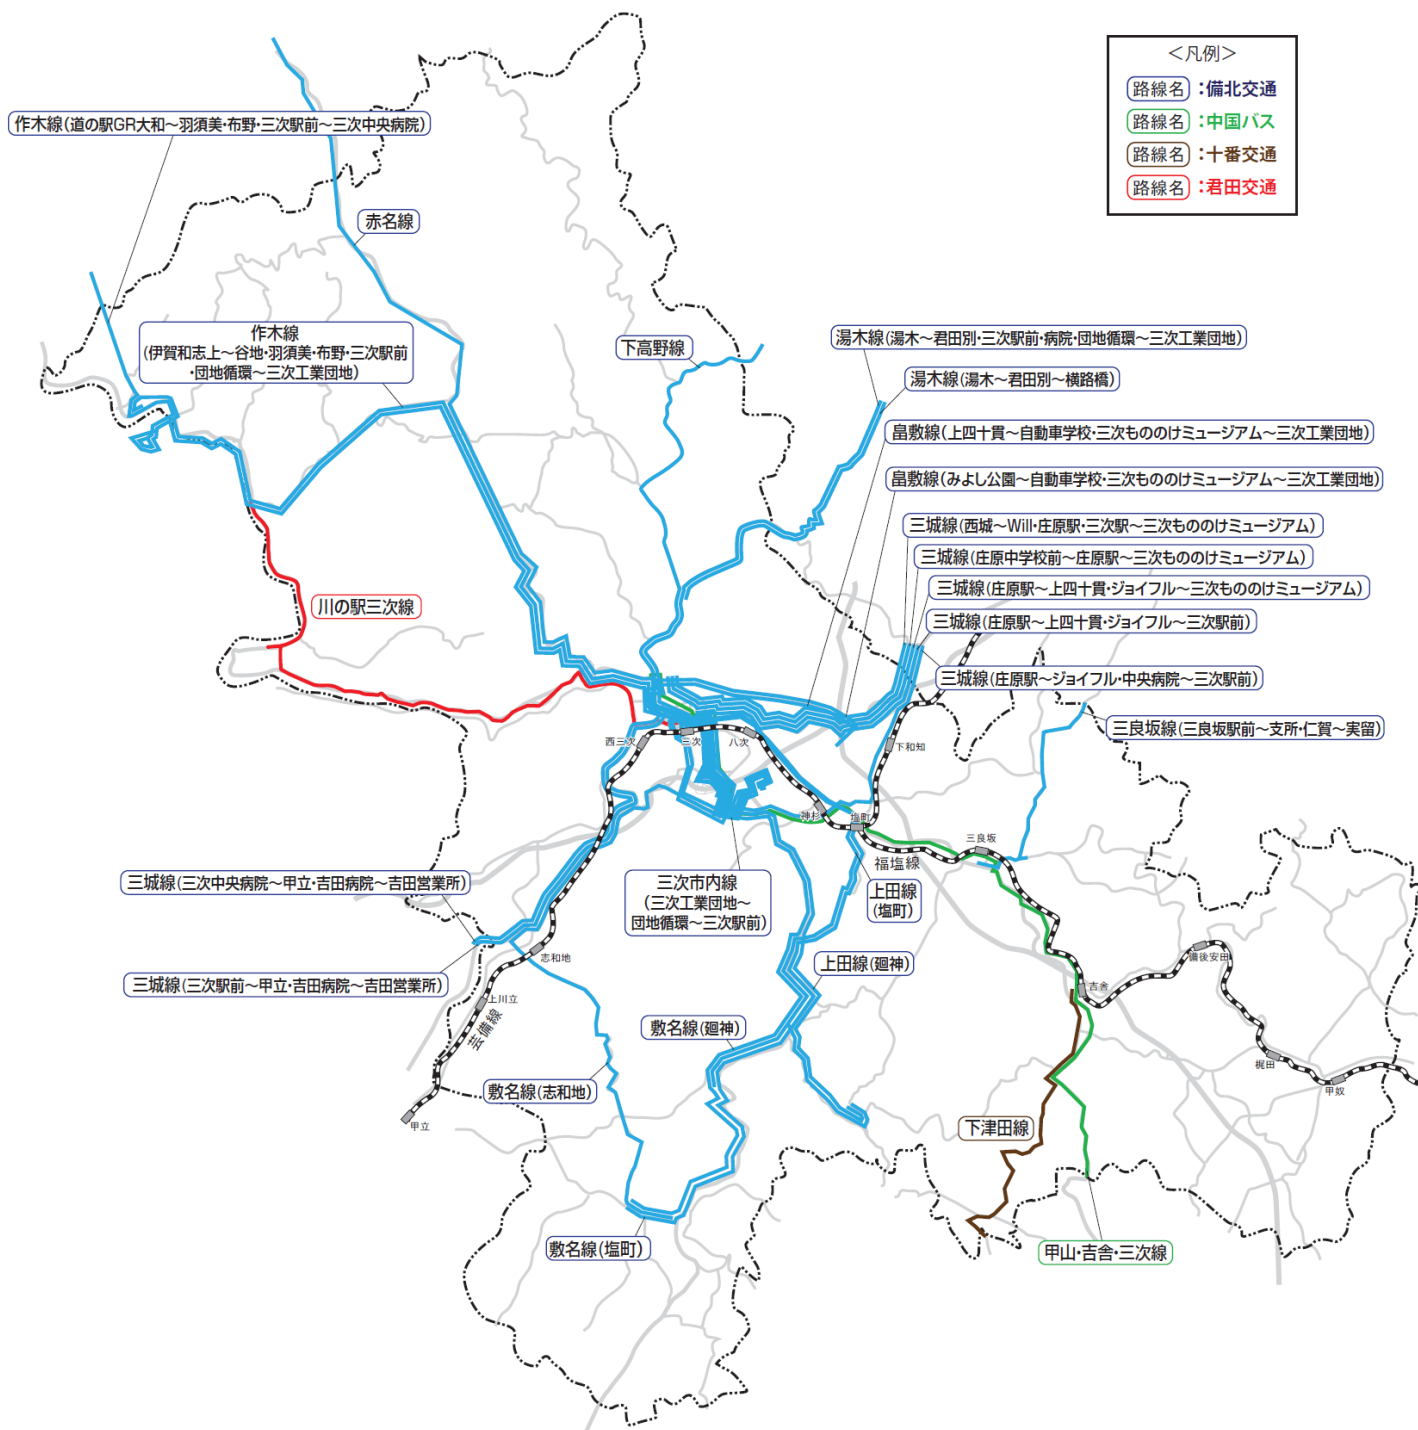 <凡例>
路線名：備北交通
路線名：中国バス
路線名：十番交通
路線名：君田交通
作木線(道の駅GR大和～羽須美・布野・三次駅前～三次中央病院)
赤名線
作木線
(伊賀和志上～谷地・羽須美・布野・三次駅前
・団地循環～三次工業団地)
下高野線
湯木線(湯木～君田別・三次駅前・病院・団地循環～三次工業団地)
湯木線(湯木～君田別～横路橋)
畠敷線(上四十貫～自動車学校・三次もののけミュージアム～三次工業団地)
畠敷線(みよし公園～自動車学校・三次もののけミュージアム～三次工業団地)
三城線(西城～Will・庄原駅・三次駅～三次もののけミュージアム)
三城線(庄原中学校前～庄原駅～三次もののけミュージアム)
三城線(庄原駅～上四十貫・ジョイフル～三次もののけミュージアム)
三城線(庄原駅～上四十貫・ジョイフル～三次駅前)
三城線(庄原駅～ジョイフル・中央病院～三次駅前)
川の駅三次線
三良坂線(三良坂駅前～支所・仁賀～実留)
西三次
三次
八次
下和知
神杉
塩町
三良坂
福塩線
三城線(三次中央病院～甲立・吉田病院～吉田営業所)
三次市内線
(三次工業団地～
団地循環～三次駅前)
上田線
(塩町)
志和地
上田線(廻神)
備後安田
三城線(三次駅前～甲立・吉田病院～吉田営業所)
吉舎
上川立
芸備線
敷名線(廻神)
梶田
敷名線(志和地)
甲奴
甲立
下津田線
敷名線(塩町)
甲山・吉舎・三次線